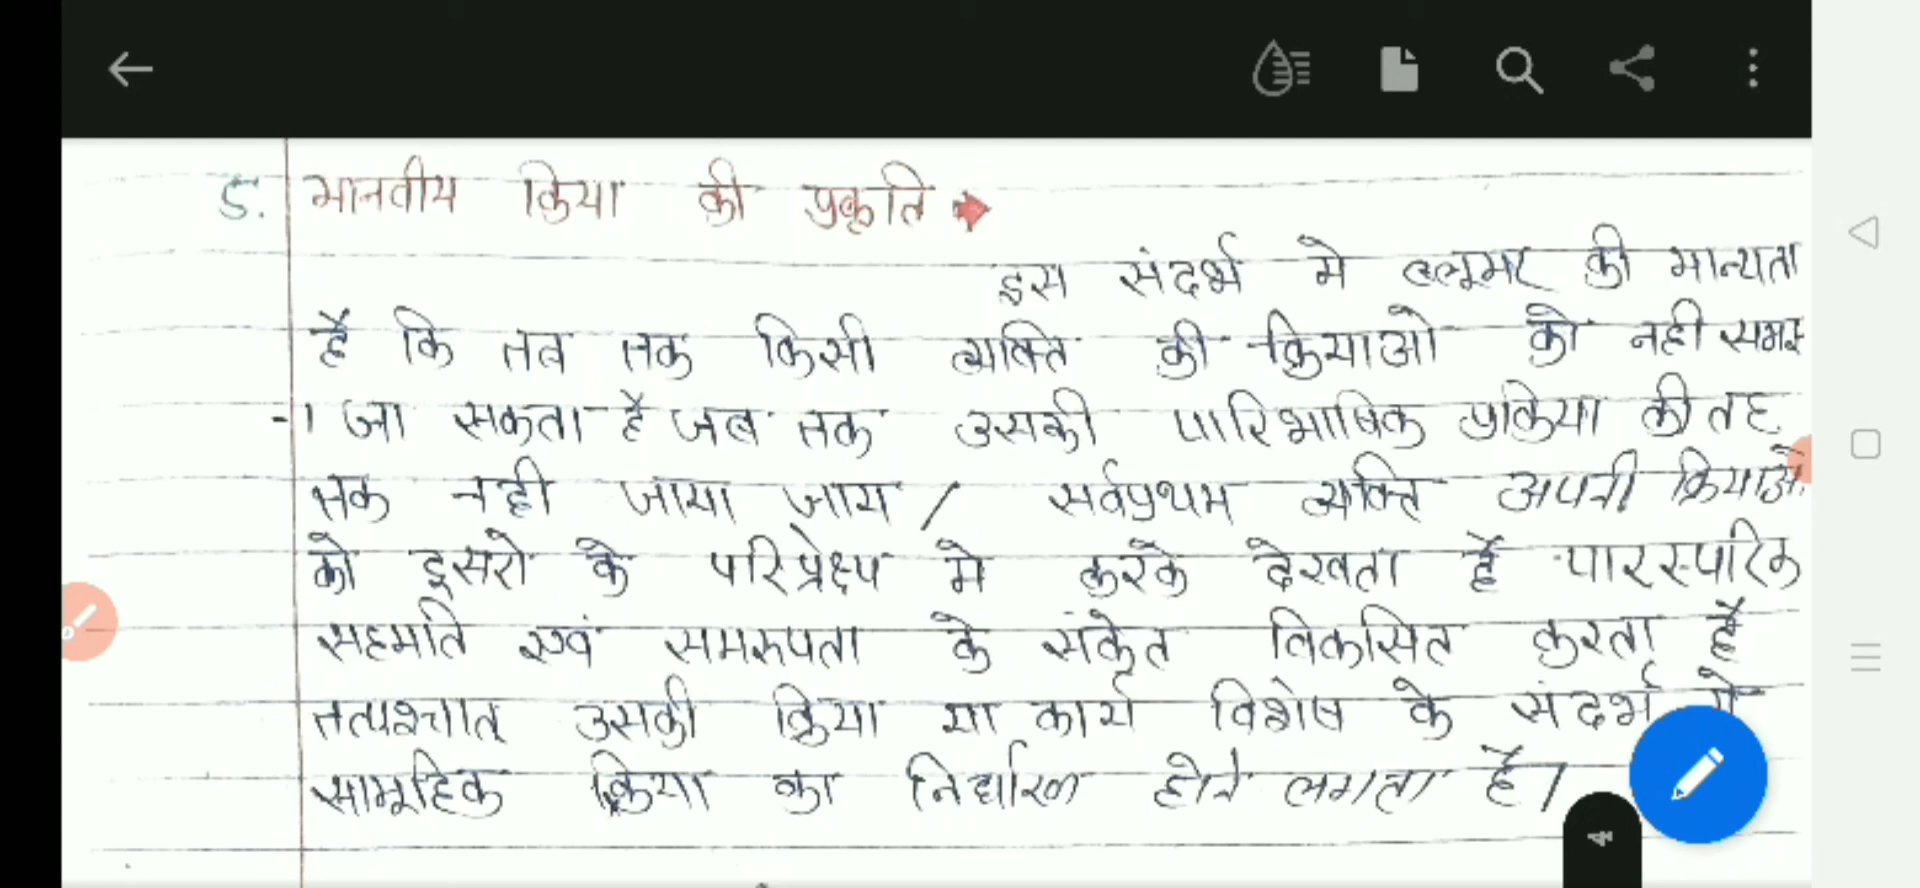 5. मानवीय क्रिया की प्रकृति →
इस संदर्भ मे ब्लूमर की मान्यता
है कि तब तक किसी व्यक्ति की क्रियाओ को नही समझ
-ा जा सकता है जब तक उसकी पारिभाषिक प्रक्रिया की तह
तक नही जाया जाय / सर्वप्रथम व्यक्ति अपनी क्रियाओ
को दुसरो के परिप्रेक्ष्य मे करके देखता है पारस्परिक
सहमति एवं समरुपता के संकेत विकसित करता है
तत्पश्चात् उसकी क्रिया या कार्य विशेष के संदर्भ मे
सामूहिक क्रिया का निर्धारण होने लगता है।
4